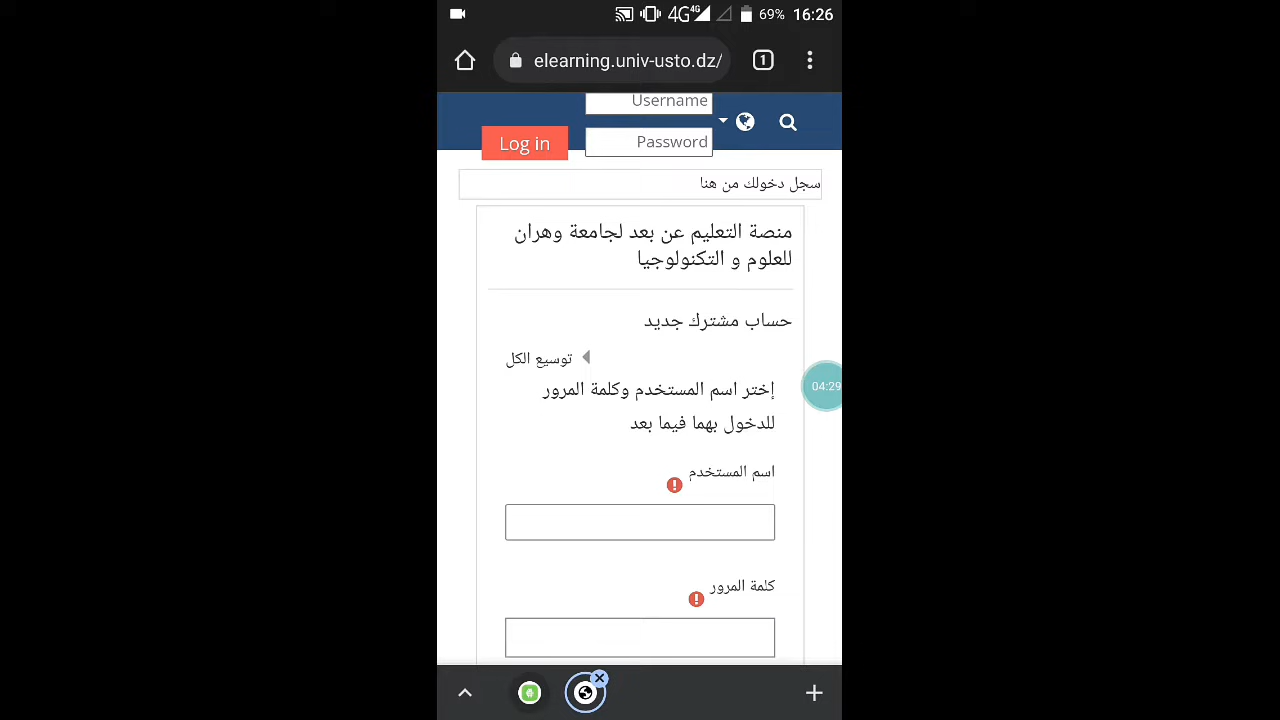 4G 4G 69% 16:26
elearning.univ-usto.dz/ 1
Username
Password
Log in
سجل دخولك من هنا
منصة التعليم عن بعد لجامعة وهران
للعلوم و التكنولوجيا
حساب مشترك جديد
توسيع الكل
إختر اسم المستخدم وكلمة المرور
للدخول بهما فيما بعد
04:29
اسم المستخدم
كلمة المرور